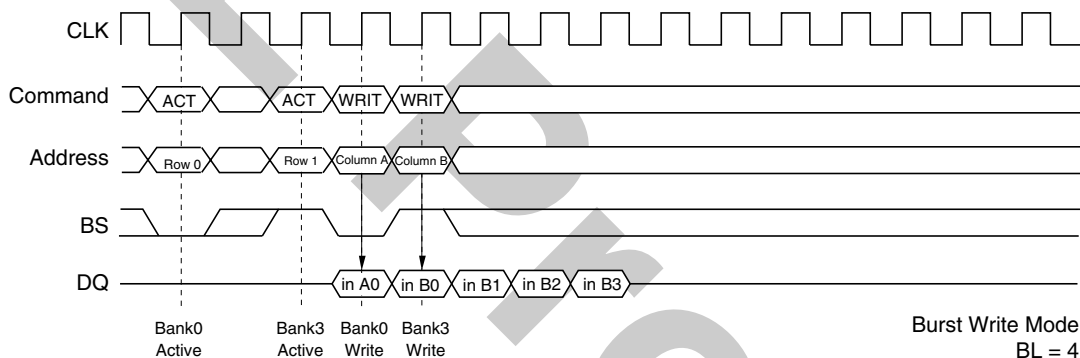 CLK
Command ACT ACT WRIT WRIT
Address Row 0 Row 1 Column A Column B
BS
DQ in A0 in B0 in B1 in B2 in B3
Bank0 Bank3 Bank0 Bank3
Active Active Write Write
Burst Write Mode
BL = 4